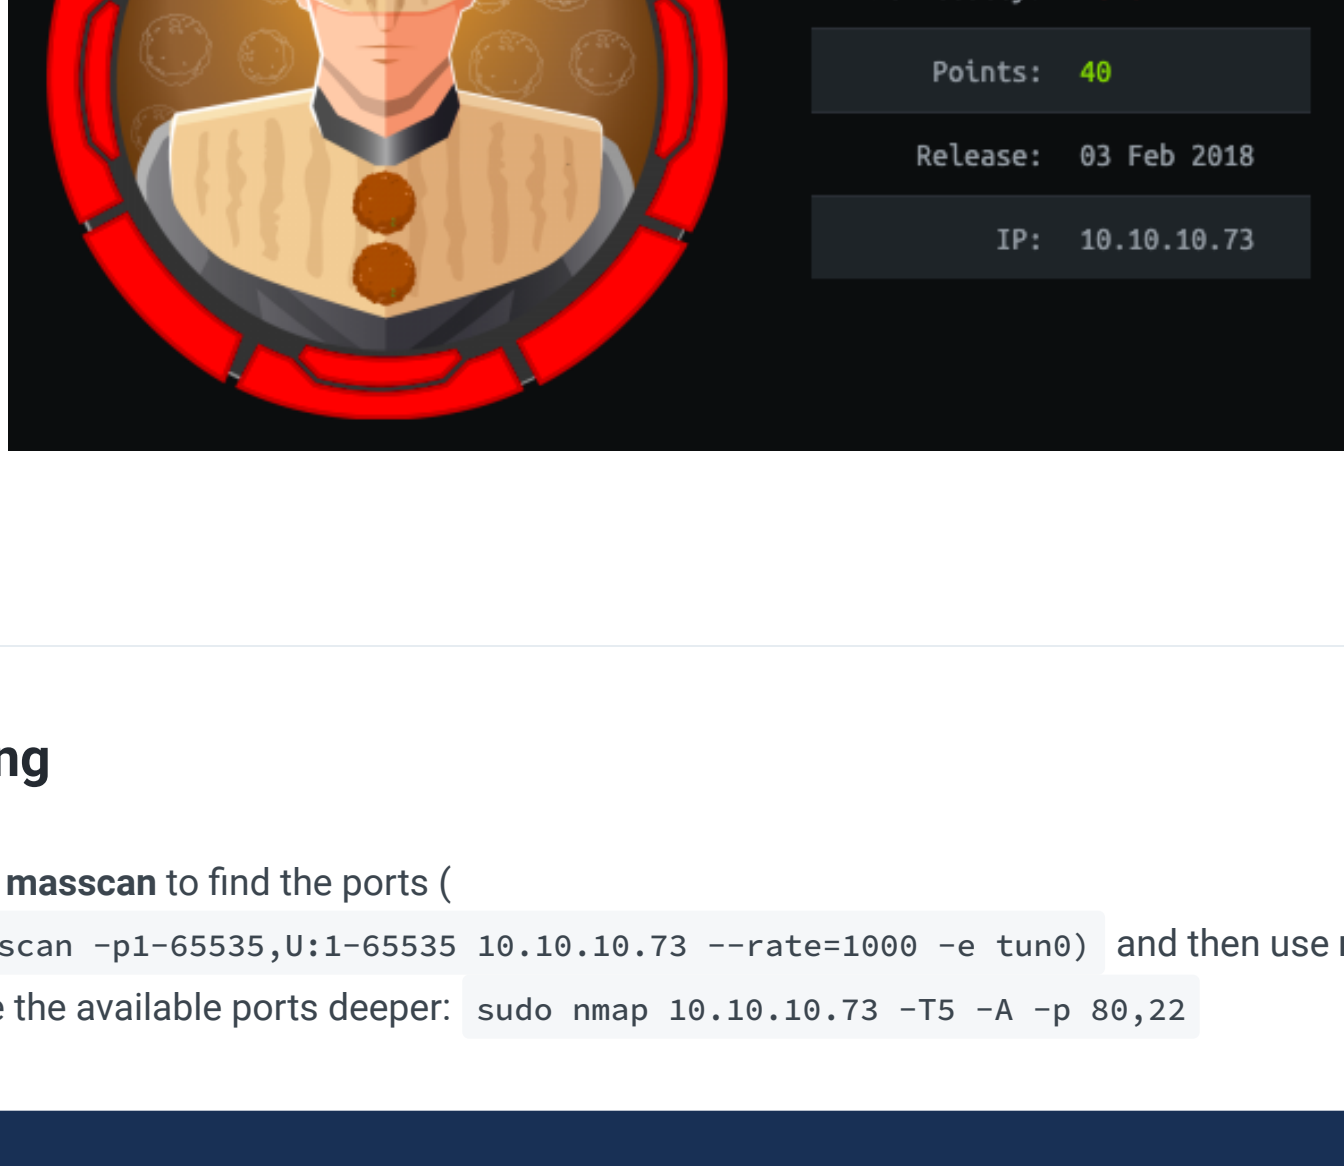 Points: 40
Release: 03 Feb 2018
IP: 10.10.10.73
ng
masscan to find the ports (
scan -p1-65535,U:1-65535 10.10.10.73 --rate=1000 -e tun0) and then use
the available ports deeper: sudo nmap 10.10.10.73 -T5 -A -p 80,22